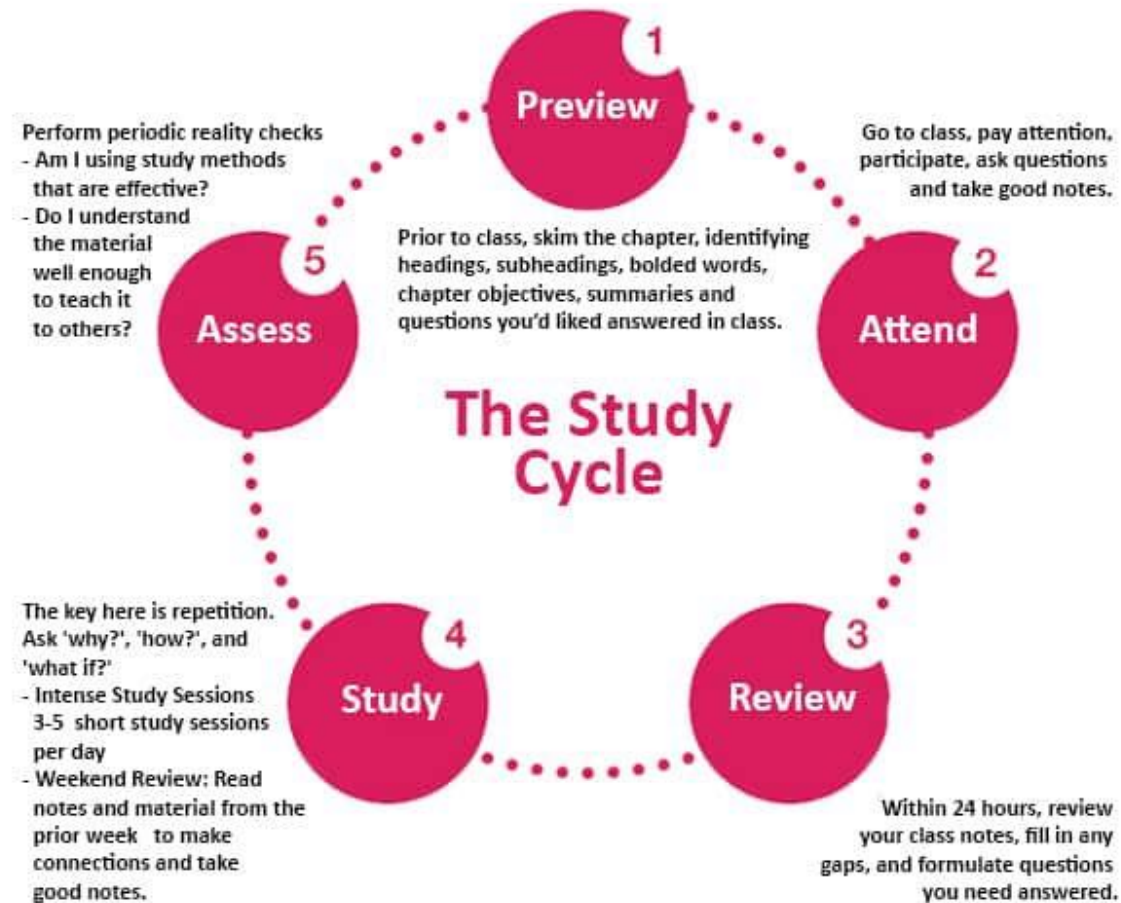 1
Preview
Prior to class, skim the chapter, identifying
headings, subheadings, bolded words,
chapter objectives, summaries and
questions you'd liked answered in class.
Go to class, pay attention,
participate, ask questions
and take good notes.
2
Attend
The Study
Cycle
3
Review
Within 24 hours, review
your class notes, fill in any
gaps, and formulate questions
you need answered.
4
Study
The key here is repetition.
Ask 'why?', 'how?', and
'what if?'
- Intense Study Sessions
3-5 short study sessions
per day
- Weekend Review: Read
notes and material from the
prior week to make
connections and take
good notes.
5
Assess
Perform periodic reality checks
- Am I using study methods
that are effective?
- Do I understand
the material
well enough
to teach it
to others?